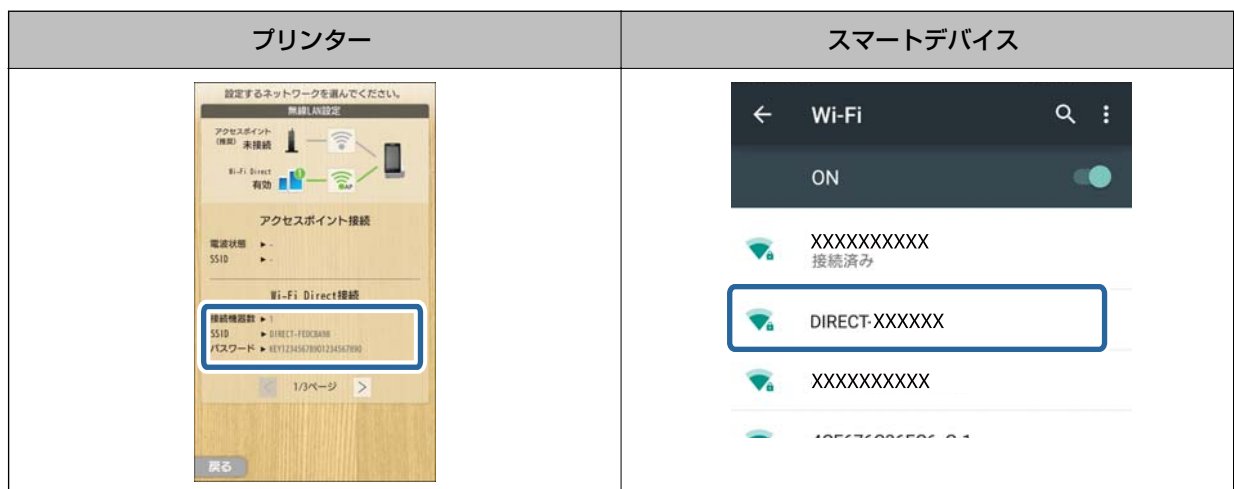 プリンター
スマートデバイス
設定するネットワークを選んでください。
無線LAN設定
アクセスポイント
(推奨) 未接続
Wi-Fi Direct
有効
AP
アクセスポイント接続
電波状態 ▶ -
SSID ▶ -
Wi-Fi Direct接続
接続機器数 ▶ 1
SSID ▶ DIRECT-FEDCBA98
パスワード ▶ KEY12345678901234567890
< 1/3ページ >
戻る
← Wi-Fi
ON
XXXXXXXXXX
接続済み
DIRECT-XXXXXX
XXXXXXXXXX